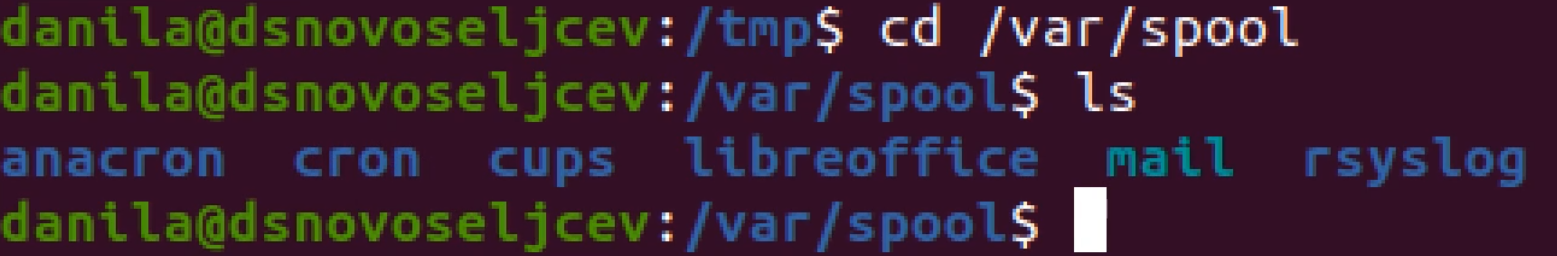 danila@dsnovoseljcev:/tmp$ cd /var/spool
danila@dsnovoseljcev:/var/spool$ ls
anacron  cron  cups  libreoffice  mail  rsyslog
danila@dsnovoseljcev:/var/spool$